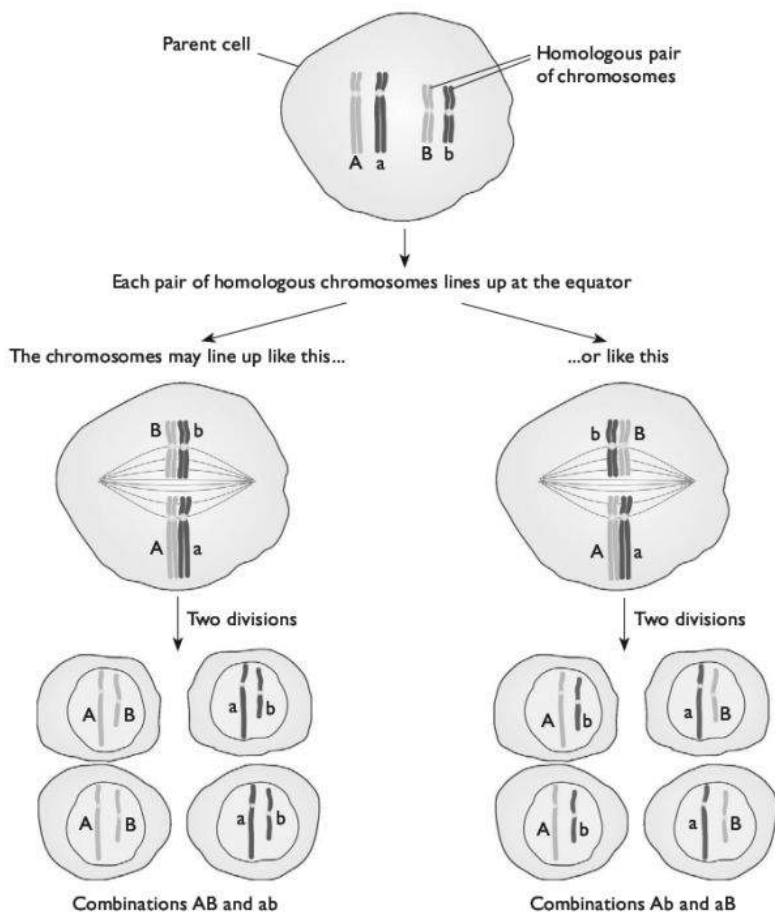 Parent cell
Homologous pair
of chromosomes
A a B b
Each pair of homologous chromosomes lines up at the equator
The chromosomes may line up like this...
...or like this
B b
A a
b B
A a
Two divisions
Two divisions
A B
a b
A b
a B
A B
a b
A b
a B
Combinations AB and ab
Combinations Ab and aB